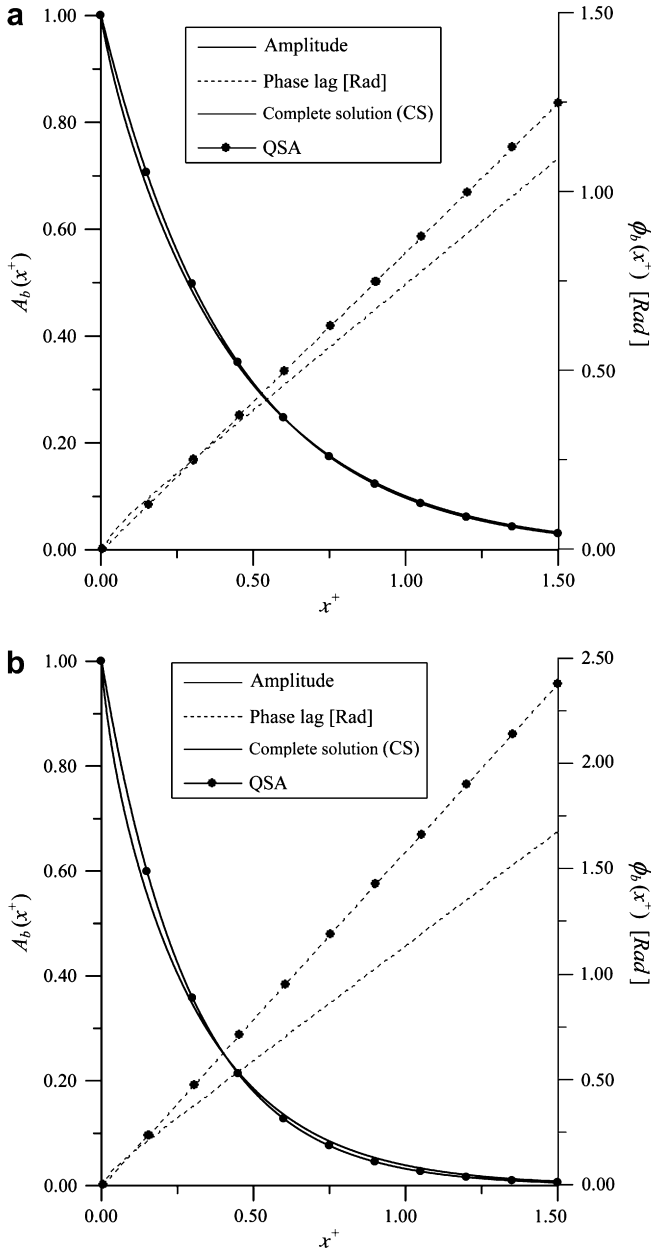 a
1.00
0.80
0.60
0.40
0.20
0.00
A_b(x^+)
Amplitude
Phase lag [Rad]
Complete solution (CS)
QSA
1.50
1.00
0.50
0.00
ϕ_b(x^+) [Rad]
0.00 0.50 1.00 1.50
x^+
b
1.00
0.80
0.60
0.40
0.20
0.00
A_b(x^+)
Amplitude
Phase lag [Rad]
Complete solution (CS)
QSA
2.50
2.00
1.50
1.00
0.50
0.00
ϕ_b(x^+) [Rad]
0.00 0.50 1.00 1.50
x^+